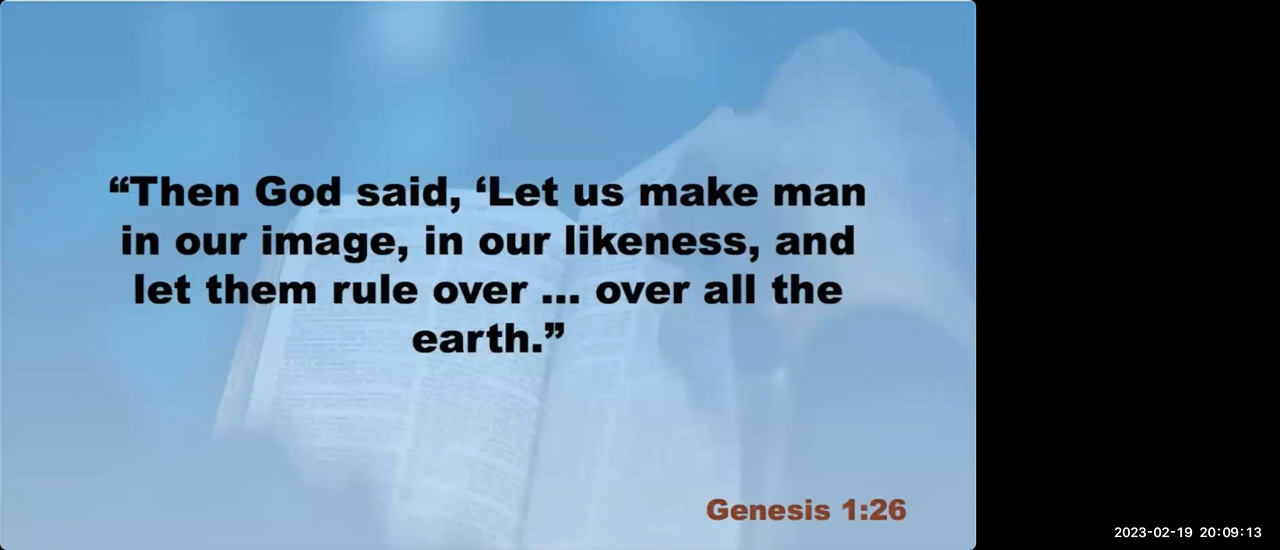 “Then God said, ‘Let us make man
in our image, in our likeness, and
let them rule over ... over all the
earth.”
Genesis 1:26
2023-02-19 20:09:13